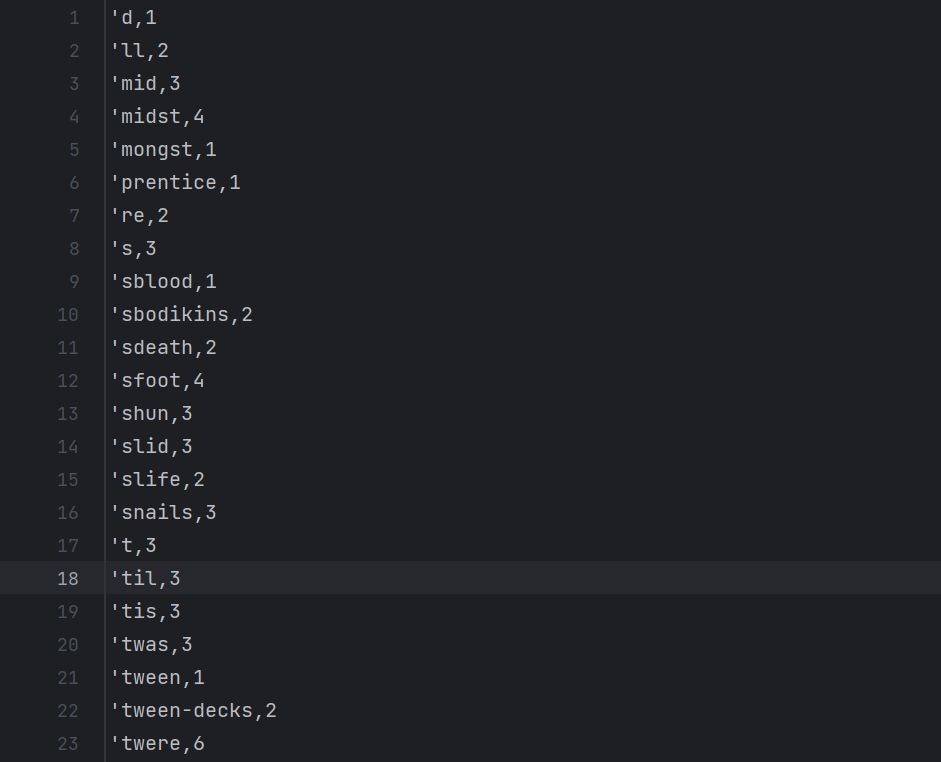 1 'd,1
2 'll,2
3 'mid,3
4 'midst,4
5 'mongst,1
6 'prentice,1
7 're,2
8 's,3
9 'sblood,1
10 'sbodikins,2
11 'sdeath,2
12 'sfoot,4
13 'shun,3
14 'slid,3
15 'slife,2
16 'snails,3
17 't,3
18 'til,3
19 'tis,3
20 'twas,3
21 'tween,1
22 'tween-decks,2
23 'twere,6